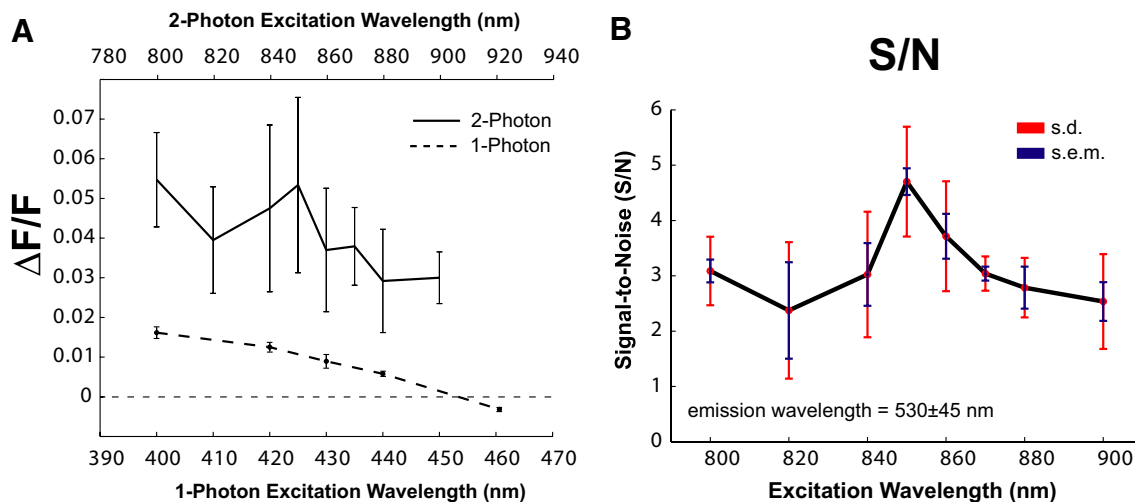 A
2-Photon Excitation Wavelength (nm)
780 800 820 840 860 880 900 920 940
0.07
0.06
0.05
0.04
0.03
0.02
0.01
0
ΔF/F
2-Photon
1-Photon
390 400 410 420 430 440 450 460 470
1-Photon Excitation Wavelength (nm)
B
S/N
6
5
4
3
2
1
0
Signal-to-Noise (S/N)
s.d.
s.e.m.
emission wavelength = 530±45 nm
800 820 840 860 880 900
Excitation Wavelength (nm)